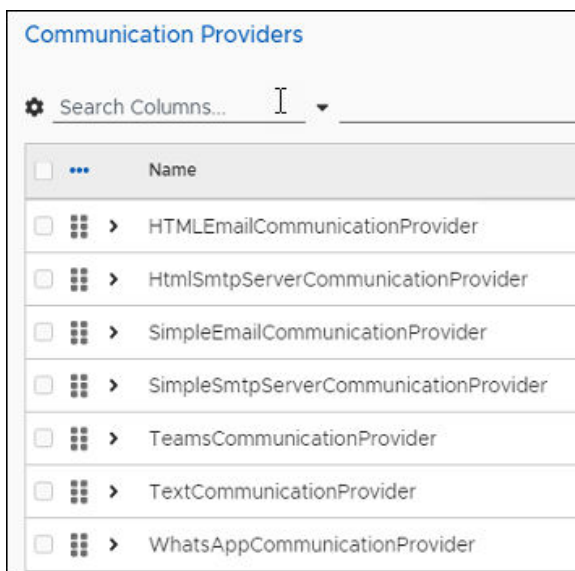 Communication Providers
Search Columns...
Name
HTMLEmailCommunicationProvider
HtmlSmtpServerCommunicationProvider
SimpleEmailCommunicationProvider
SimpleSmtpServerCommunicationProvider
TeamsCommunicationProvider
TextCommunicationProvider
WhatsAppCommunicationProvider